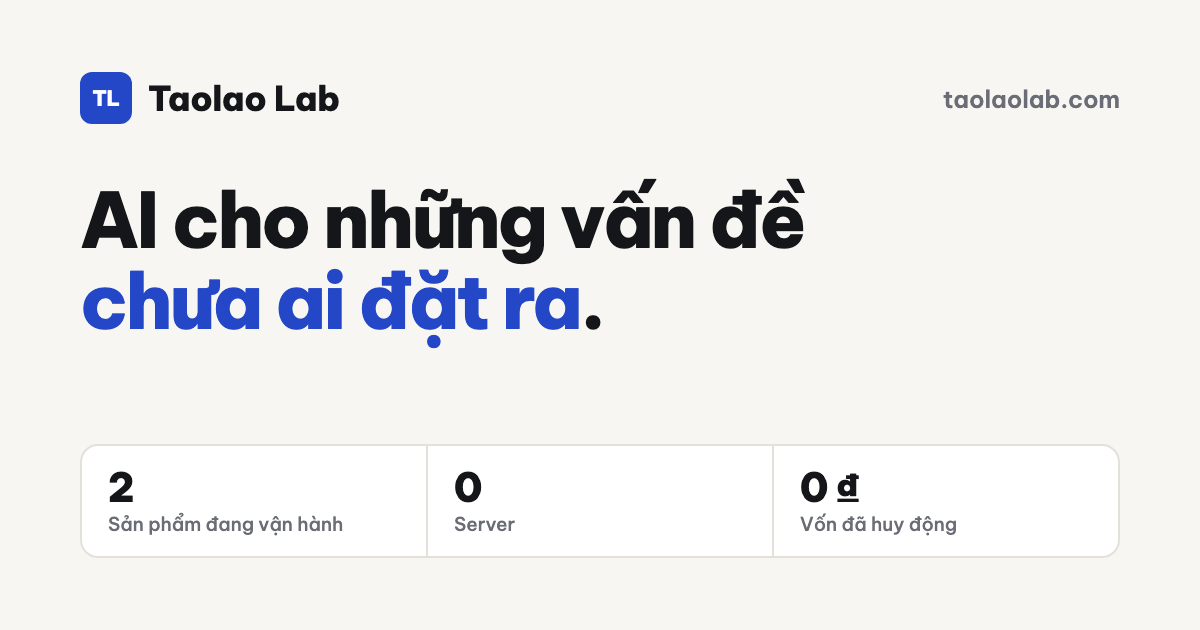 TL Taolao Lab
taolaolab.com
AI cho những vấn đề
chưa ai đặt ra.
2
Sản phẩm đang vận hành
0
Server
0 ₫
Vốn đã huy động